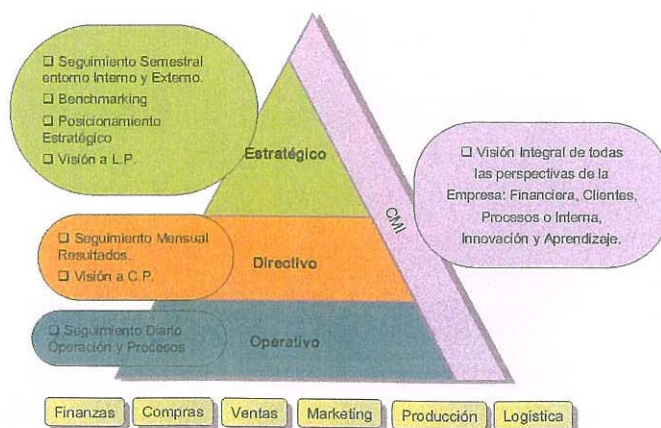 ❑ Seguimiento Semestral
entorno Interno y Externo.
❑ Benchmarking
❑ Posicionamiento
Estratégico
❑ Visión a L.P.
Estratégico
❑ Visión Integral de todas
las perspectivas de la
Empresa: Financiera, Clientes,
Procesos o Interna,
Innovación y Aprendizaje.
CMI
❑ Seguimiento Mensual
Resultados.
❑ Visión a C.P.
Directivo
❑ Seguimiento Diario
Operación y Procesos
Operativo
Finanzas
Compras
Ventas
Marketing
Producción
Logística